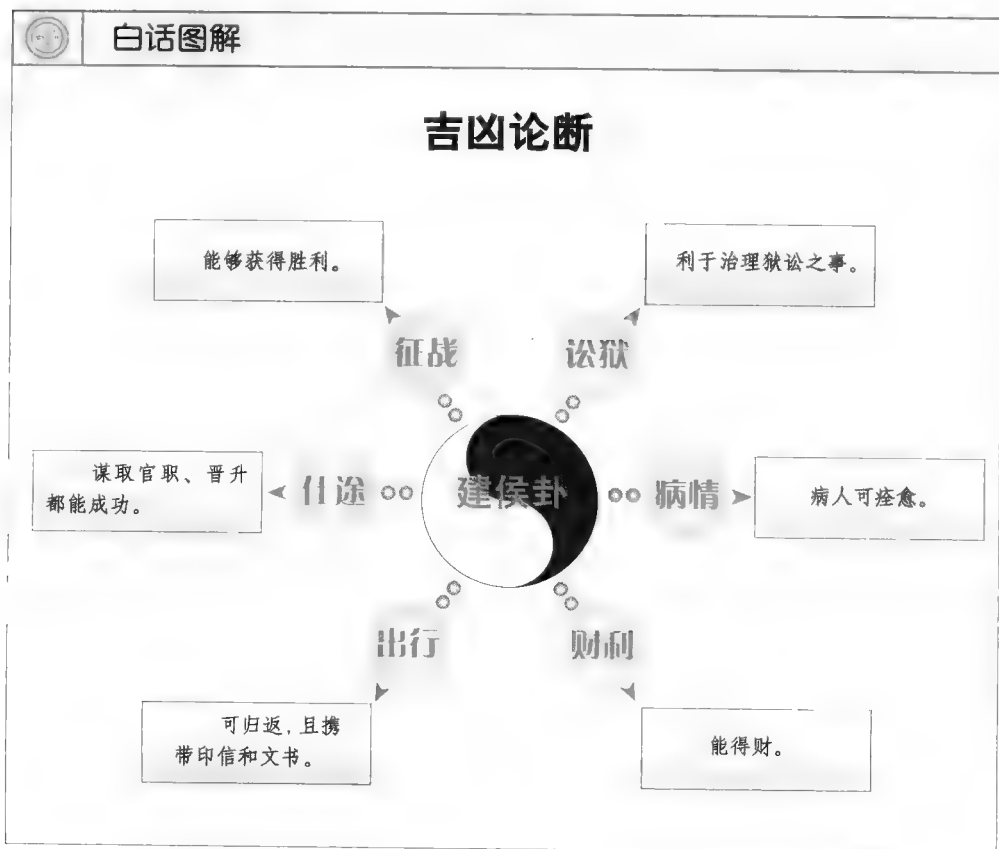 白话图解
吉凶论断
能够获得胜利。
利于治理狱讼之事。
征战
讼狱
谋取官职、晋升
都能成功。
仕途
建侯卦
病情
病人可痊愈。
出行
财利
可归返,且携
带印信和文书。
能得财。